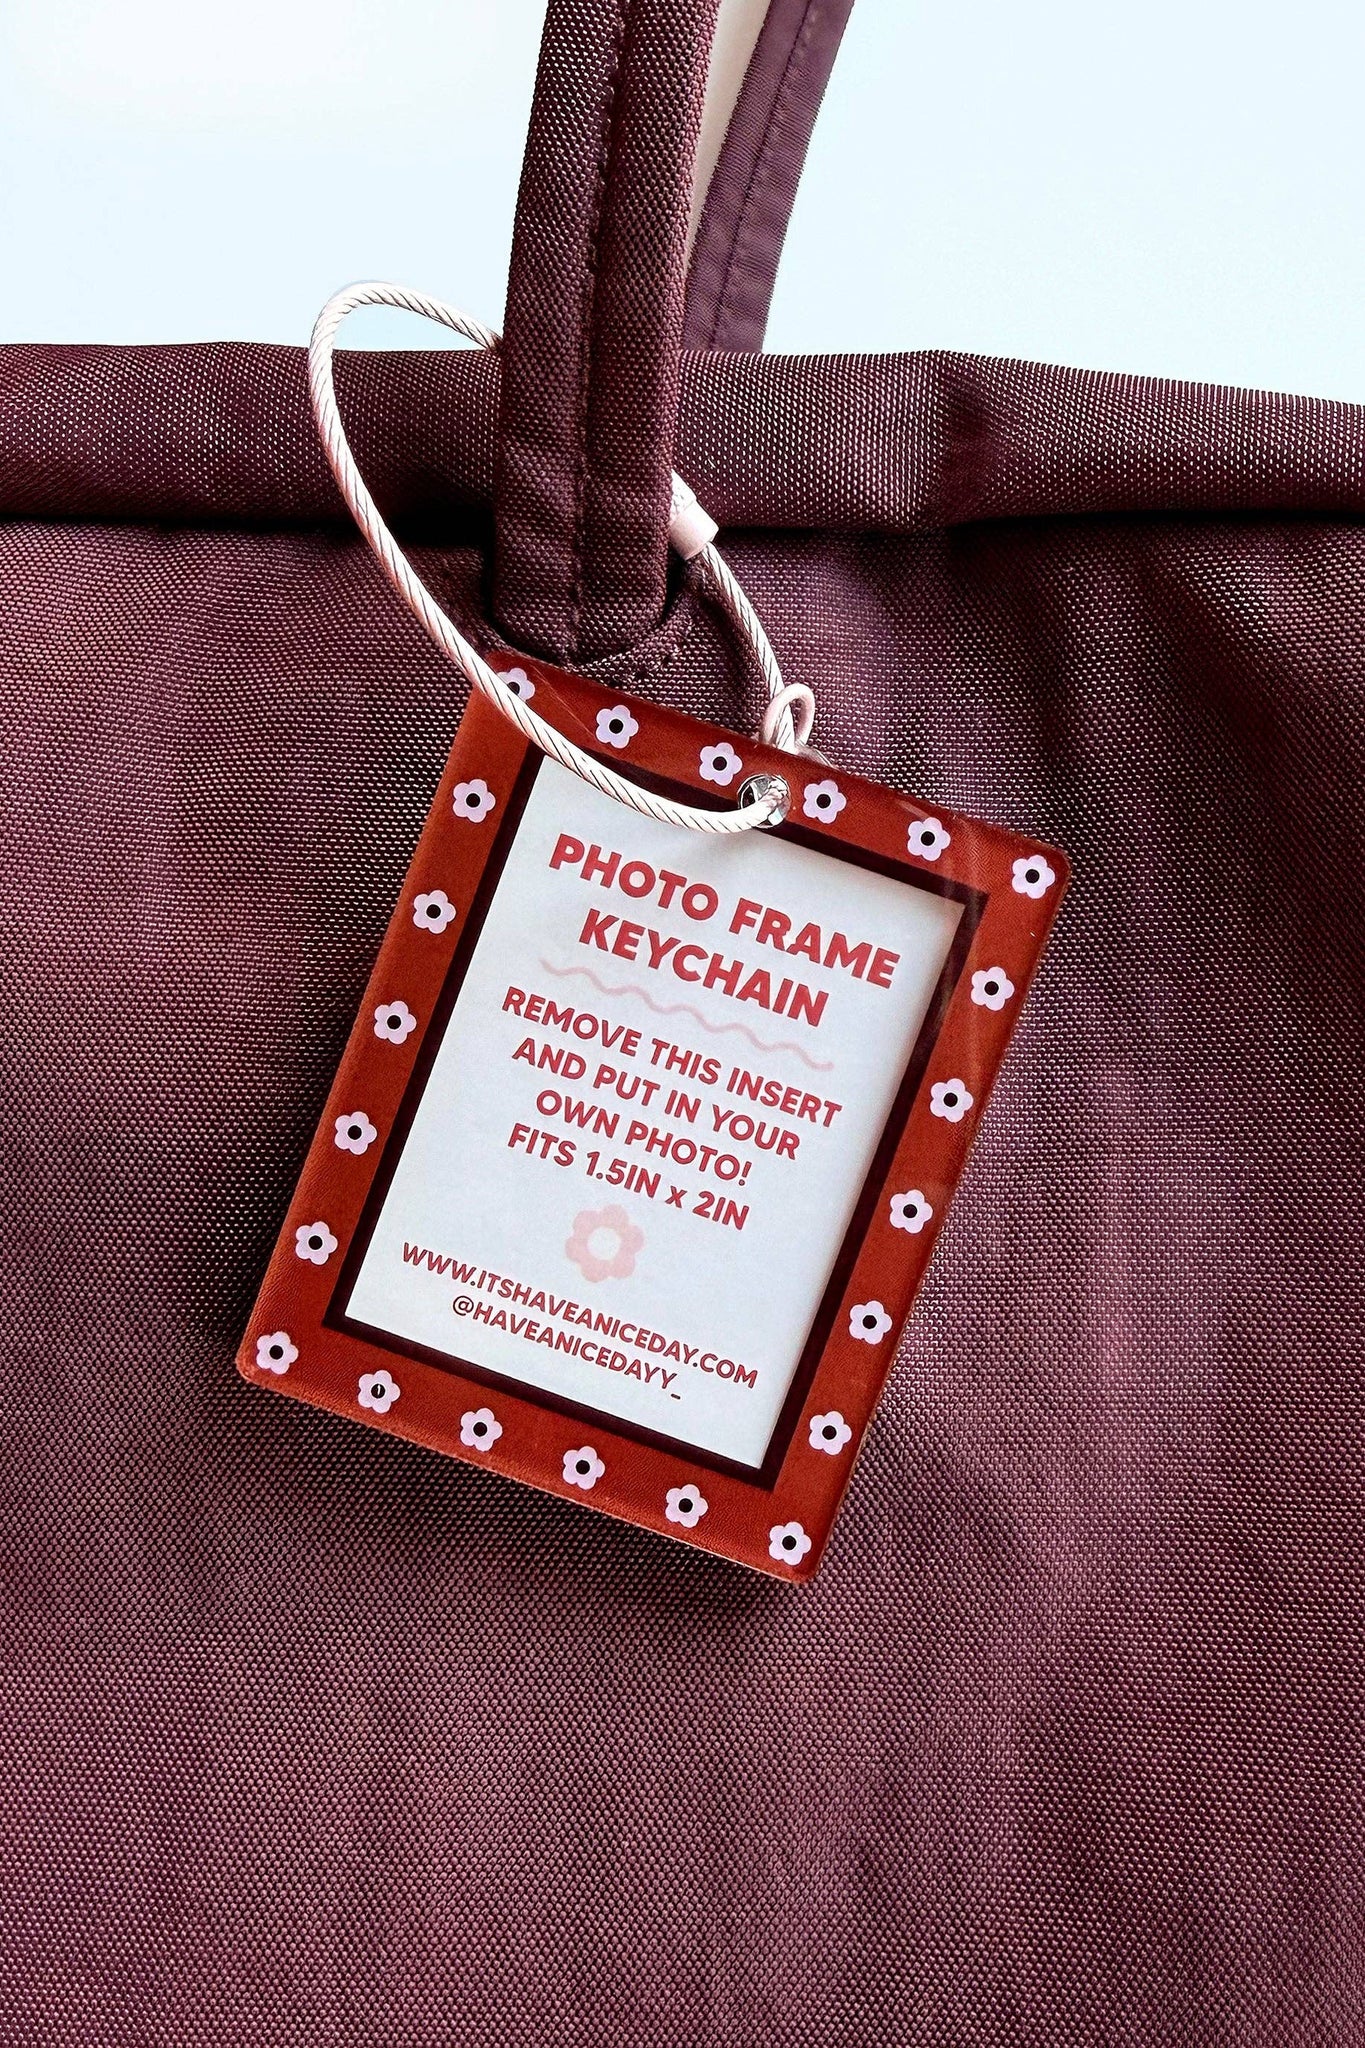 PHOTO FRAME
KEYCHAIN
REMOVE THIS INSERT
AND PUT IN YOUR
OWN PHOTO!
FITS 1.5IN x 2IN
WWW.ITSHAVEANICEDAY.COM
@HAVEANICEDAYY_